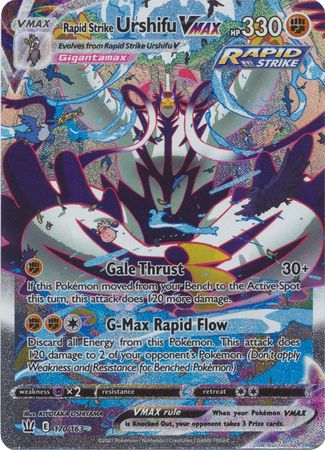 VMAX
Rapid Strike Urshifu VMAX HP 330
Evolves from Rapid Strike Urshifu V
Gigantamax
RAPID STRIKE
Gale Thrust 30+
If this Pokémon moved from your Bench to the Active Spot
this turn, this attack does 120 more damage.
G-Max Rapid Flow
Discard all Energy from this Pokémon. This attack does
120 damage to 2 of your opponent's Pokémon. (Don't apply
Weakness and Resistance for Benched Pokémon.)
weakness ×2 resistance retreat
Illus. KIYOTAKA OSHIYAMA
E 170/163
VMAX rule
When your Pokémon VMAX
is Knocked Out, your opponent takes 3 Prize cards.
©2021 Pokémon / Nintendo / Creatures / GAME FREAK